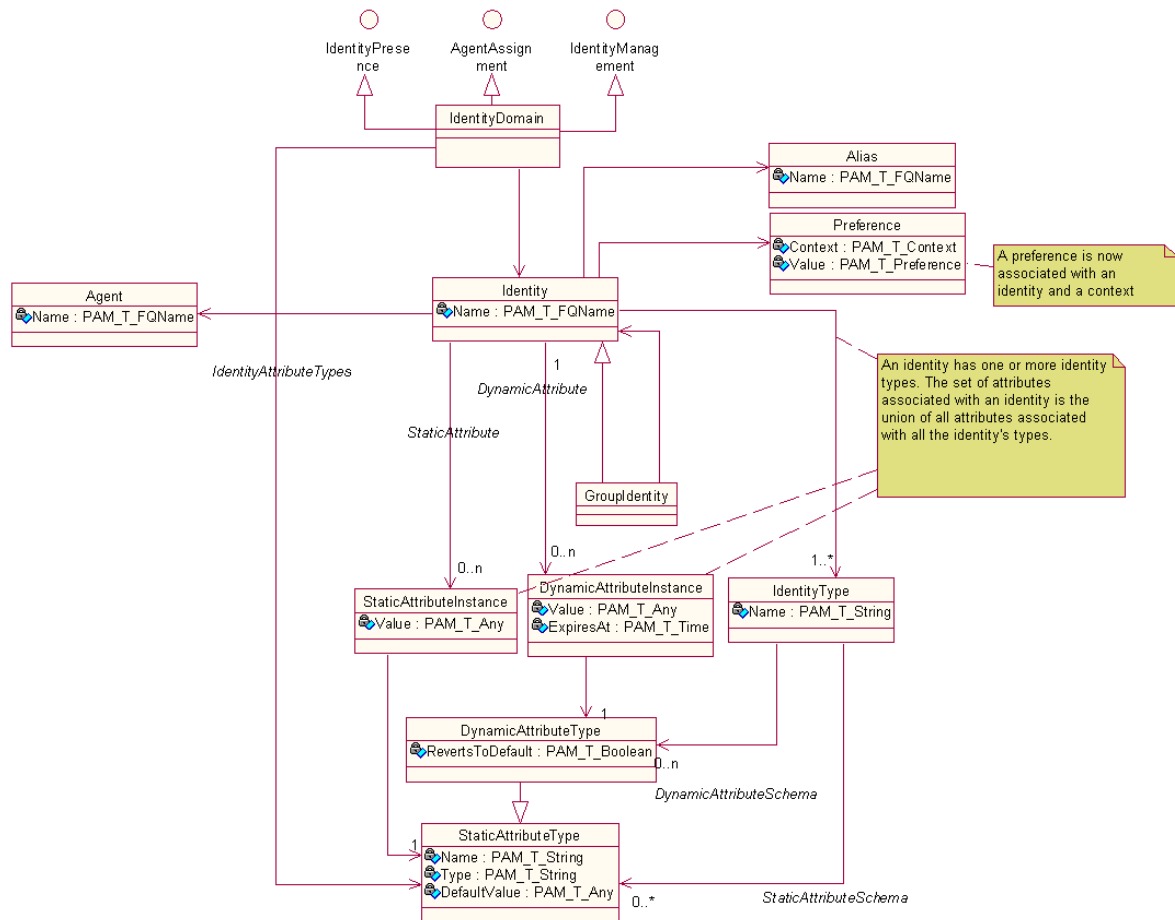 IdentityPrese
nce
AgentAssign
ment
IdentityManag
ement
IdentityDomain
Alias
Name : PAM_T_FQName
Preference
Context : PAM_T_Context
Value : PAM_T_Preference
A preference is now
associated with an
identity and a context
Agent
Name : PAM_T_FQName
Identity
Name : PAM_T_FQName
IdentityAttributeTypes
1
DynamicAttribute
StaticAttribute
An identity has one or more identity
types. The set of attributes
associated with an identity is the
union of all attributes associated
with all the identity's types.
GroupIdentity
0..n
0..n
1..*
StaticAttributeInstance
Value : PAM_T_Any
DynamicAttributeInstance
Value : PAM_T_Any
ExpiresAt : PAM_T_Time
IdentityType
Name : PAM_T_String
1
DynamicAttributeType
RevertsToDefault : PAM_T_Boolean
0..n
DynamicAttributeSchema
1
StaticAttributeType
Name : PAM_T_String
Type : PAM_T_String
DefaultValue : PAM_T_Any
0..*
StaticAttributeSchema